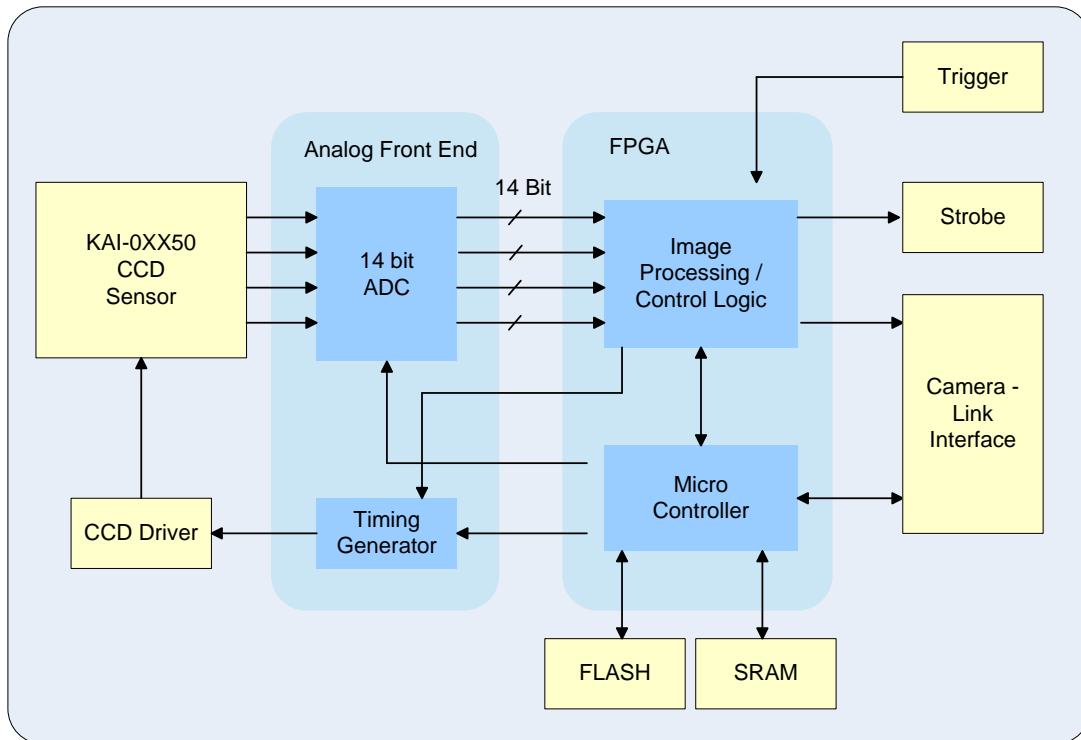 Trigger
Analog Front End
FPGA
14 Bit
KAI-0XX50
CCD
Sensor
14 bit
ADC
Image
Processing /
Control Logic
Strobe
Camera -
Link
Interface
Micro
Controller
CCD Driver
Timing
Generator
FLASH
SRAM